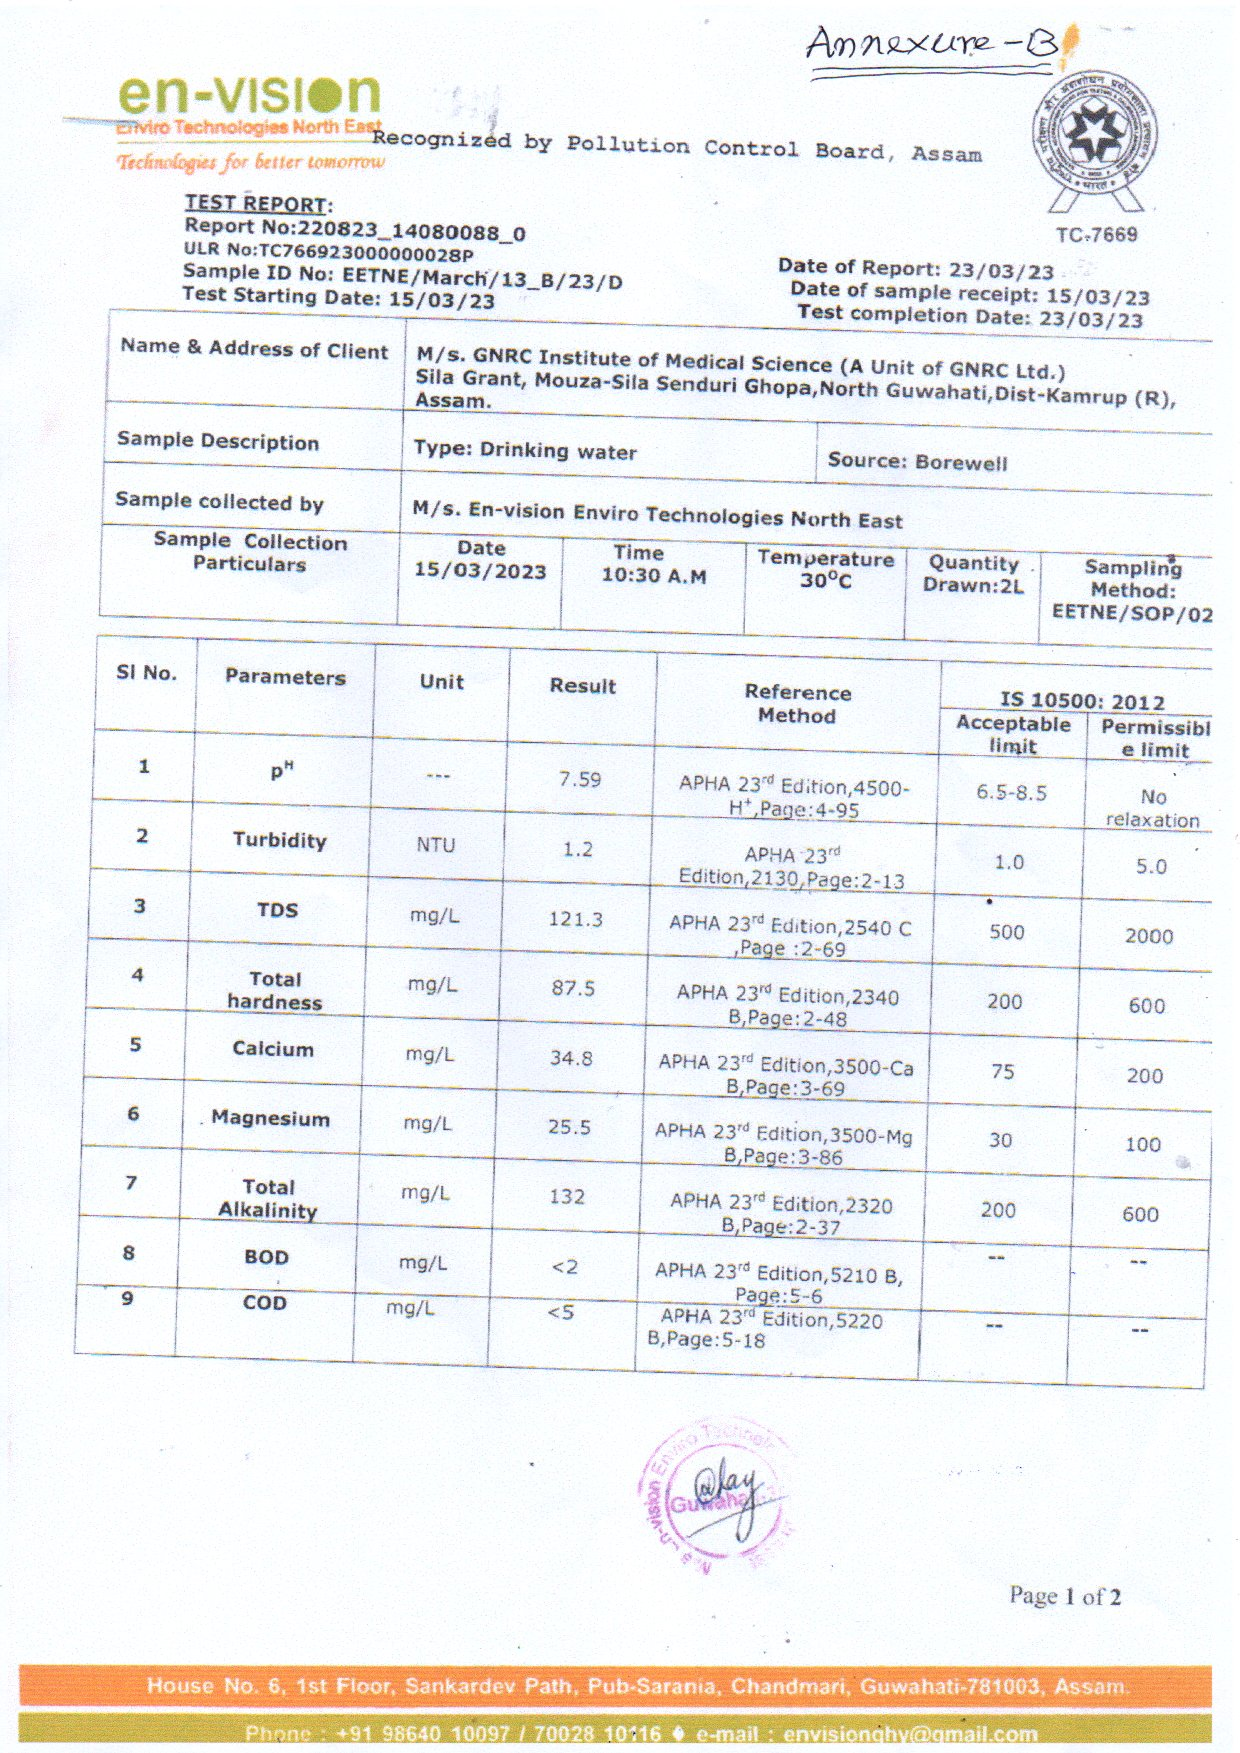 Annexure-B
en-vision
Enviro Technologies North East
Technologies for better tomorrow
Recognized by Pollution Control Board, Assam
TC-7669
TEST REPORT:
Report No:220823_14080088_0
ULR No:TC766923000000028P
Sample ID No: EETNE/March/13_B/23/D
Test Starting Date: 15/03/23
Date of Report: 23/03/23
Date of sample receipt: 15/03/23
Test completion Date: 23/03/23
Name & Address of Client
M/s. GNRC Institute of Medical Science (A Unit of GNRC Ltd.)
Sila Grant, Mouza-Sila Senduri Ghopa,North Guwahati,Dist-Kamrup (R),
Assam.
Sample Description
Type: Drinking water
Source: Borewell
Sample collected by
M/s. En-vision Enviro Technologies North East
Sample Collection
Particulars
Date
15/03/2023
Time
10:30 A.M
Temperature
30⁰C
Quantity
Drawn:2L
Sampling
Method:
EETNE/SOP/02
Sl No.
Parameters
Unit
Result
Reference
Method
IS 10500: 2012
Acceptable
limit
Permissibl
e limit
1
pᴴ
---
7.59
APHA 23rd Edition,4500-
H⁺,Page:4-95
6.5-8.5
No
relaxation
2
Turbidity
NTU
1.2
APHA 23rd
Edition,2130,Page:2-13
1.0
5.0
3
TDS
mg/L
121.3
APHA 23rd Edition,2540 C
,Page :2-69
500
2000
4
Total
hardness
mg/L
87.5
APHA 23rd Edition,2340
B,Page:2-48
200
600
5
Calcium
mg/L
34.8
APHA 23rd Edition,3500-Ca
B,Page:3-69
75
200
6
Magnesium
mg/L
25.5
APHA 23rd Edition,3500-Mg
B,Page:3-86
30
100
7
Total
Alkalinity
mg/L
132
APHA 23rd Edition,2320
B,Page:2-37
200
600
8
BOD
mg/L
<2
APHA 23rd Edition,5210 B,
Page:5-6
--
--
9
COD
mg/L
<5
APHA 23rd Edition,5220
B,Page:5-18
--
--
Page 1 of 2
House No. 6, 1st Floor, Sankardev Path, Pub-Sarania, Chandmari, Guwahati-781003, Assam.
Phone : +91 98640 10097 / 70028 10116 ♦ e-mail : envisionghy@gmail.com